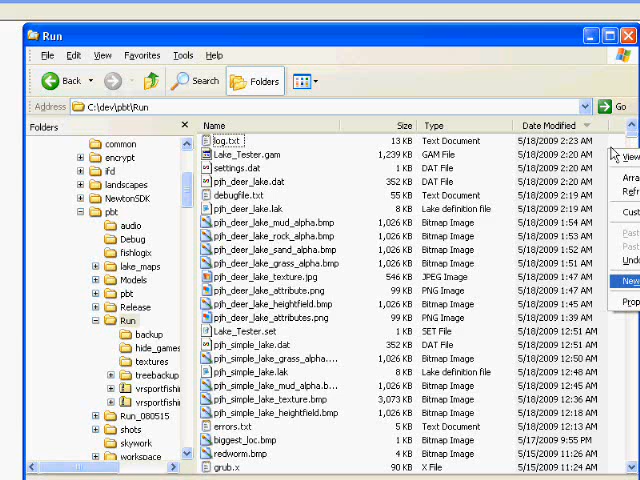 Run
File Edit View Favorites Tools Help
Back Search Folders
Address C:\dev\pbt\Run Go
Folders
common
encrypt
ifd
landscapes
NewtonSDK
pbt
audio
Debug
fishlogix
lake_maps
Models
pbt
Release
Run
backup
hide_games
textures
treebackup
vrsportfishi
vrsportfishi
Run_080515
shots
skywork
workspace
Name Size Type Date Modified
log.txt 13 KB Text Document 5/18/2009 2:23 AM
Lake_Tester.gam 1,239 KB GAM File 5/18/2009 2:20 AM
settings.dat 1 KB DAT File 5/18/2009 2:20 AM
pjh_deer_lake.dat 352 KB DAT File 5/18/2009 2:20 AM
debugfile.txt 55 KB Text Document 5/18/2009 2:19 AM
pjh_deer_lake.lak 8 KB Lake definition file 5/18/2009 2:19 AM
pjh_deer_lake_mud_alpha.bmp 1,026 KB Bitmap Image 5/18/2009 1:54 AM
pjh_deer_lake_rock_alpha.bmp 1,026 KB Bitmap Image 5/18/2009 1:53 AM
pjh_deer_lake_sand_alpha.bmp 1,026 KB Bitmap Image 5/18/2009 1:52 AM
pjh_deer_lake_grass_alpha.bmp 1,026 KB Bitmap Image 5/18/2009 1:51 AM
pjh_deer_lake_texture.jpg 546 KB JPEG Image 5/18/2009 1:47 AM
pjh_deer_lake_attribute.png 99 KB PNG Image 5/18/2009 1:47 AM
pjh_deer_lake_heightfield.bmp 1,026 KB Bitmap Image 5/18/2009 1:45 AM
pjh_deer_lake_attributes.png 99 KB PNG Image 5/18/2009 1:39 AM
Lake_Tester.set 1 KB SET File 5/18/2009 12:51 AM
pjh_simple_lake.dat 352 KB DAT File 5/18/2009 12:51 AM
pjh_simple_lake_grass_alpha.... 1,026 KB Bitmap Image 5/18/2009 12:50 AM
pjh_simple_lake.lak 8 KB Lake definition file 5/18/2009 12:48 AM
pjh_simple_lake_mud_alpha.b... 1,026 KB Bitmap Image 5/18/2009 12:45 AM
pjh_simple_lake_texture.bmp 3,073 KB Bitmap Image 5/18/2009 12:36 AM
pjh_simple_lake_heightfield.bmp 1,026 KB Bitmap Image 5/18/2009 12:18 AM
errors.txt 5 KB Text Document 5/18/2009 12:13 AM
biggest_loc.bmp 1 KB Bitmap Image 5/17/2009 9:55 PM
redworm.bmp 4 KB Bitmap Image 5/15/2009 11:26 AM
grub.x 90 KB X File 5/15/2009 11:24 AM
View
Arra
Refr
Cust
Past
Past
Undo
New
Prop